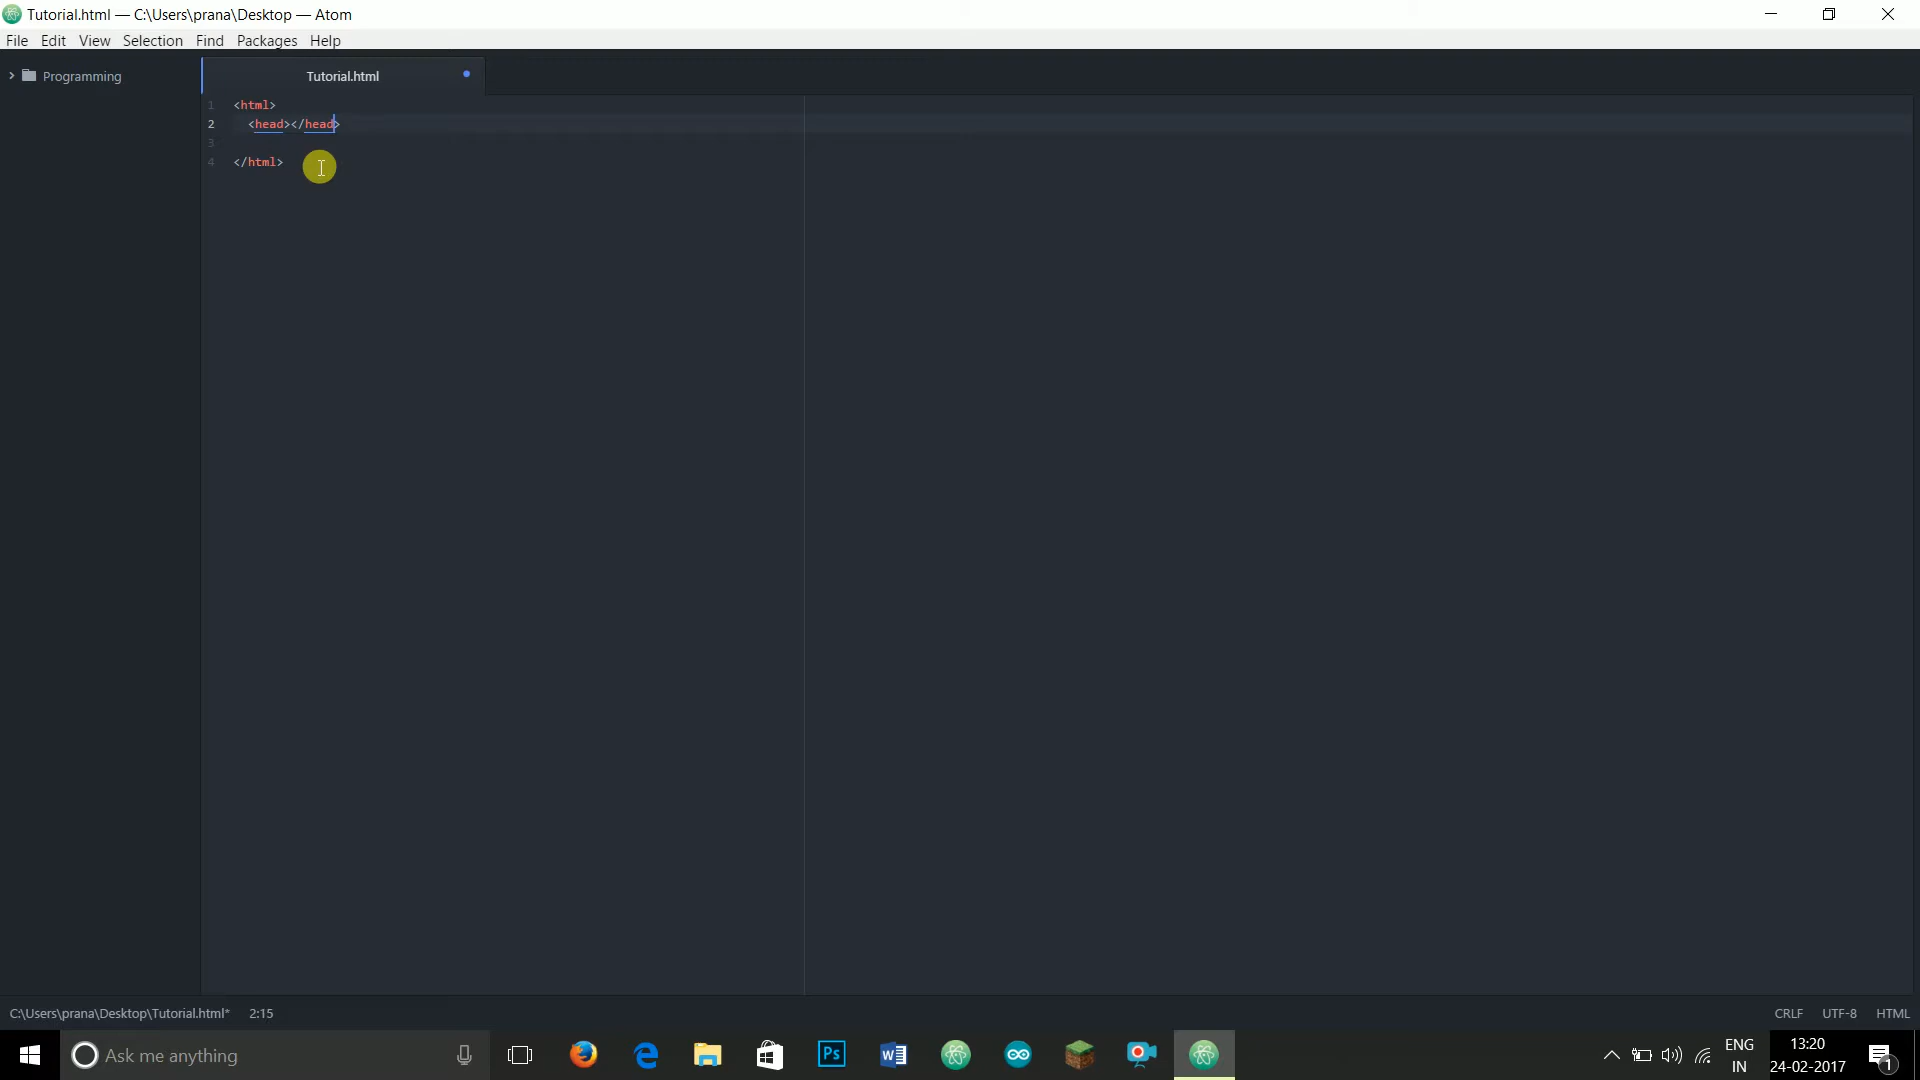 Tutorial.html — C:\Users\prana\Desktop — Atom
File Edit View Selection Find Packages Help
Programming
Tutorial.html
1 <html>
2 <head></head>
3
4 </html>
C:\Users\prana\Desktop\Tutorial.html* 2:15
CRLF UTF-8 HTML
Ask me anything
Ps
W
ENG
IN
13:20
24-02-2017
1